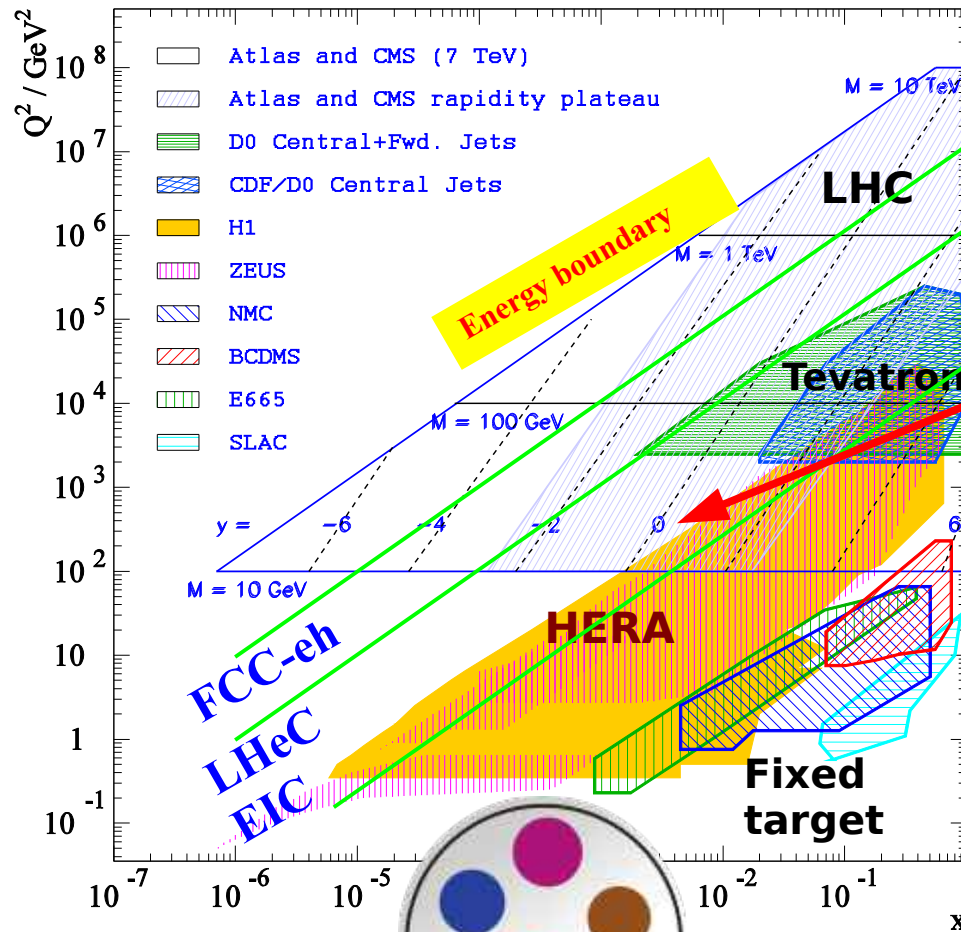 Q² / GeV²
10⁸
10⁷
10⁶
10⁵
10⁴
10³
10²
10
1
10⁻¹
Atlas and CMS (7 TeV)
Atlas and CMS rapidity plateau
D0 Central+Fwd. Jets
CDF/D0 Central Jets
H1
ZEUS
NMC
BCDMS
E665
SLAC
M = 10 TeV
LHC
M = 1 TeV
Energy boundary
Tevatron
M = 100 GeV
y = -6 -4 -2 0 6
M = 10 GeV
HERA
FCC-eh
LHeC
EIC
Fixed
target
10⁻⁷ 10⁻⁶ 10⁻⁵ 10⁻² 10⁻¹
x